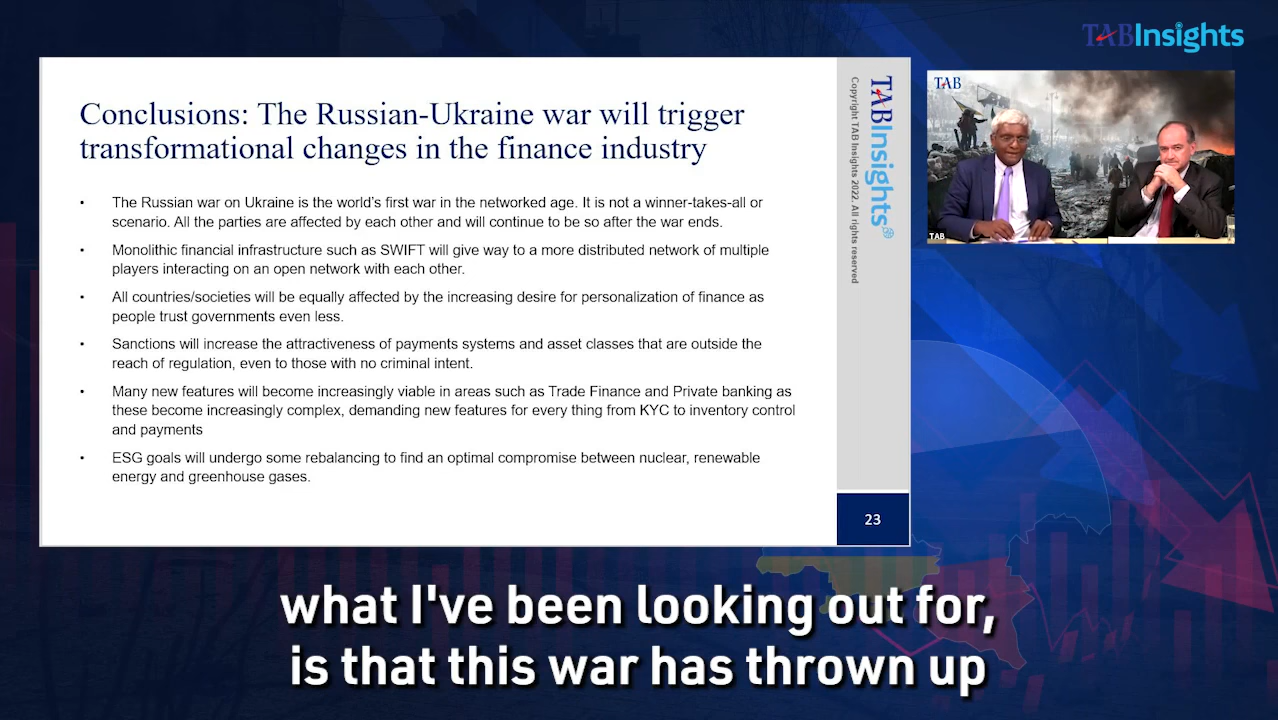 TABInsights
Conclusions: The Russian-Ukraine war will trigger
transformational changes in the finance industry
• The Russian war on Ukraine is the world's first war in the networked age. It is not a winner-takes-all or
scenario. All the parties are affected by each other and will continue to be so after the war ends.
• Monolithic financial infrastructure such as SWIFT will give way to a more distributed network of multiple
players interacting on an open network with each other.
• All countries/societies will be equally affected by the increasing desire for personalization of finance as
people trust governments even less.
• Sanctions will increase the attractiveness of payments systems and asset classes that are outside the
reach of regulation, even to those with no criminal intent.
• Many new features will become increasingly viable in areas such as Trade Finance and Private banking as
these become increasingly complex, demanding new features for every thing from KYC to inventory control
and payments
• ESG goals will undergo some rebalancing to find an optimal compromise between nuclear, renewable
energy and greenhouse gases.
TABInsights
Copyright TAB Insights 2022. All rights reserved
23
TAB
TAB
what I've been looking out for,
is that this war has thrown up